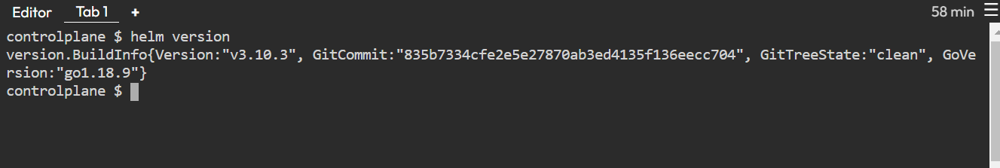 Editor Tab 1 + 58 min
controlplane $ helm version
version.BuildInfo{Version:"v3.10.3", GitCommit:"835b7334cfe2e5e27870ab3ed4135f136eecc704", GitTreeState:"clean", GoVe
rsion:"go1.18.9"}
controlplane $